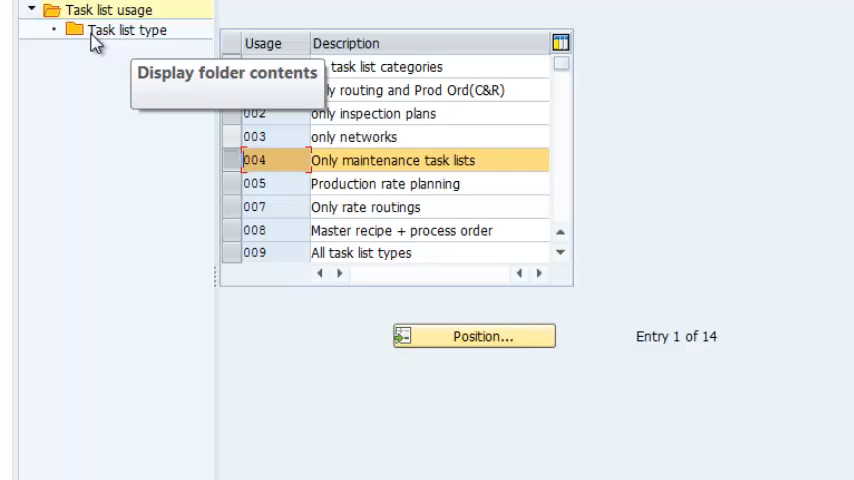 Task list usage
Task list type
Display folder contents
Usage Description
task list categories
ly routing and Prod Ord(C&R)
002 only inspection plans
003 only networks
004 Only maintenance task lists
005 Production rate planning
007 Only rate routings
008 Master recipe + process order
009 All task list types
Position... Entry 1 of 14